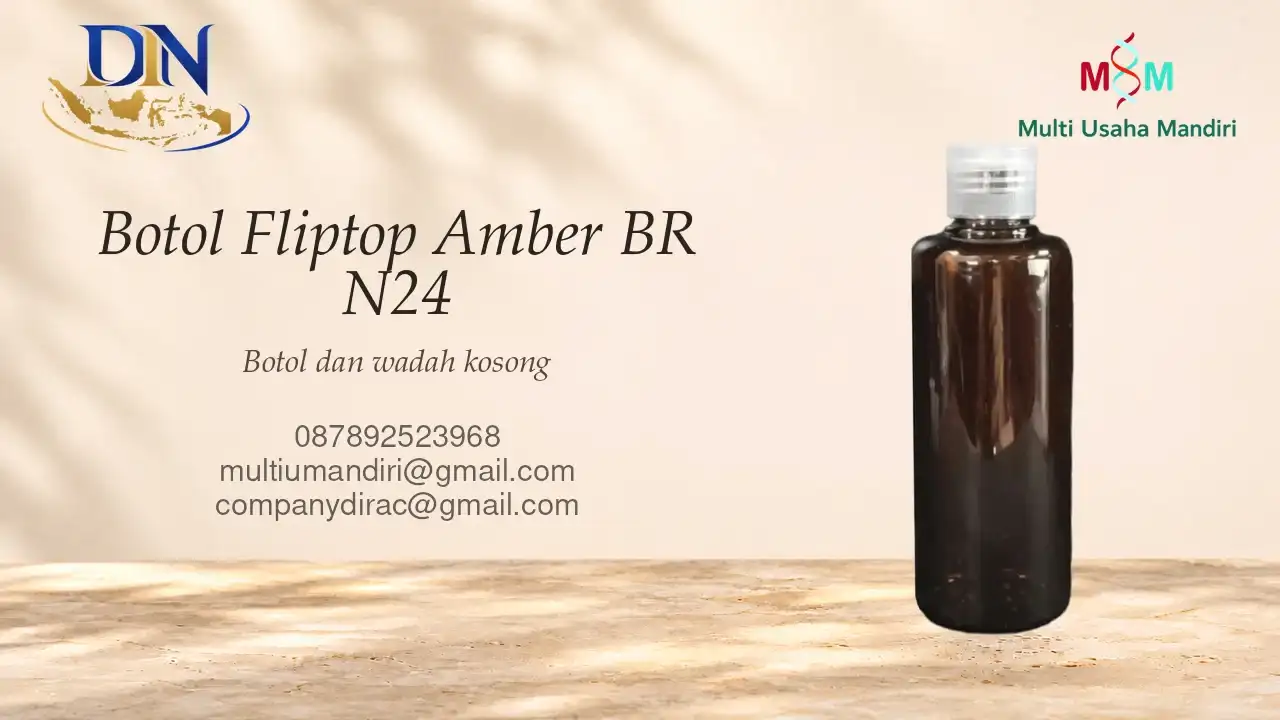 DN
M M
Multi Usaha Mandiri
Botol Fliptop Amber BR
N24
Botol dan wadah kosong
087892523968
multiumandiri@gmail.com
companydirac@gmail.com